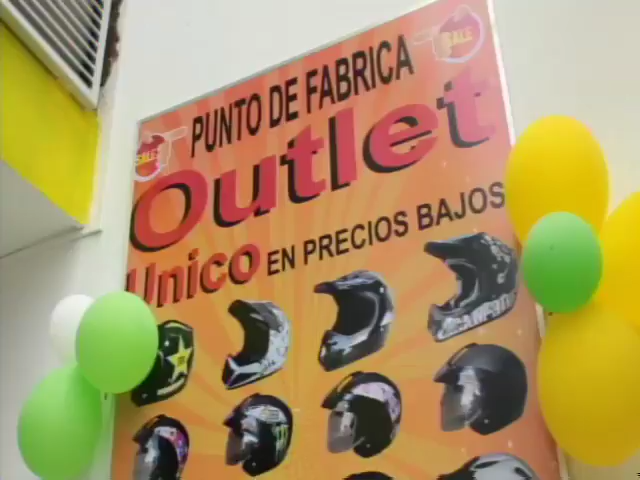 SALE
PUNTO DE FABRICA
SALE
Outlet
Unico EN PRECIOS BAJOS